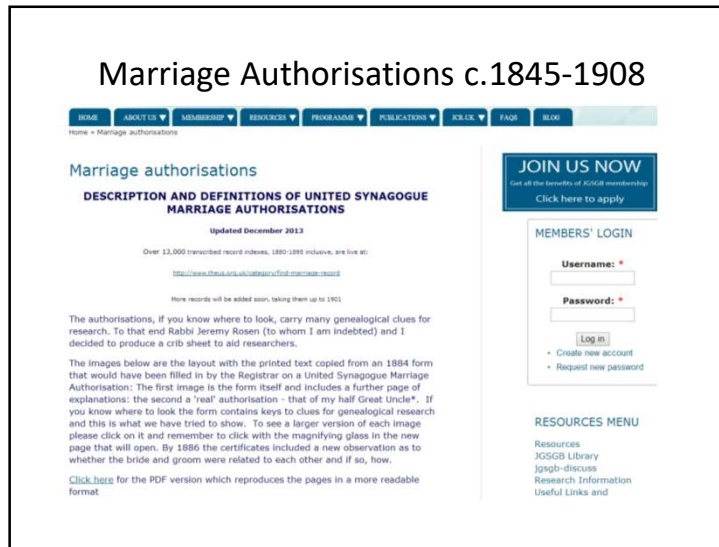 Marriage Authorisations c.1845-1908
HOME ABOUT US MEMBERSHIP RESOURCES PROGRAMME PUBLICATIONS JCR-UK FAQS BLOG
Home » Marriage authorisations
Marriage authorisations
DESCRIPTION AND DEFINITIONS OF UNITED SYNAGOGUE
MARRIAGE AUTHORISATIONS
Updated December 2013
Over 13,000 transcribed record indexes, 1880-1895 inclusive, are live at:
http://www.theus.org.uk/category/find-marriage-record
More records will be added soon, taking them up to 1901
The authorisations, if you know where to look, carry many genealogical clues for
research. To that end Rabbi Jeremy Rosen (to whom I am indebted) and I
decided to produce a crib sheet to aid researchers.
The images below are the layout with the printed text copied from an 1884 form
that would have been filled in by the Registrar on a United Synagogue Marriage
Authorisation: The first image is the form itself and includes a further page of
explanations: the second a 'real' authorisation - that of my half Great Uncle*. If
you know where to look the form contains keys to clues for genealogical research
and this is what we have tried to show. To see a larger version of each image
please click on it and remember to click with the magnifying glass in the new
page that will open. By 1886 the certificates included a new observation as to
whether the bride and groom were related to each other and if so, how.
Click here for the PDF version which reproduces the pages in a more readable
format
JOIN US NOW
Get all the benefits of JGSGB membership
Click here to apply
MEMBERS' LOGIN
Username: *
Password: *
Log in
• Create new account
• Request new password
RESOURCES MENU
Resources
JGSGB Library
jgsgb-discuss
Research Information
Useful Links and